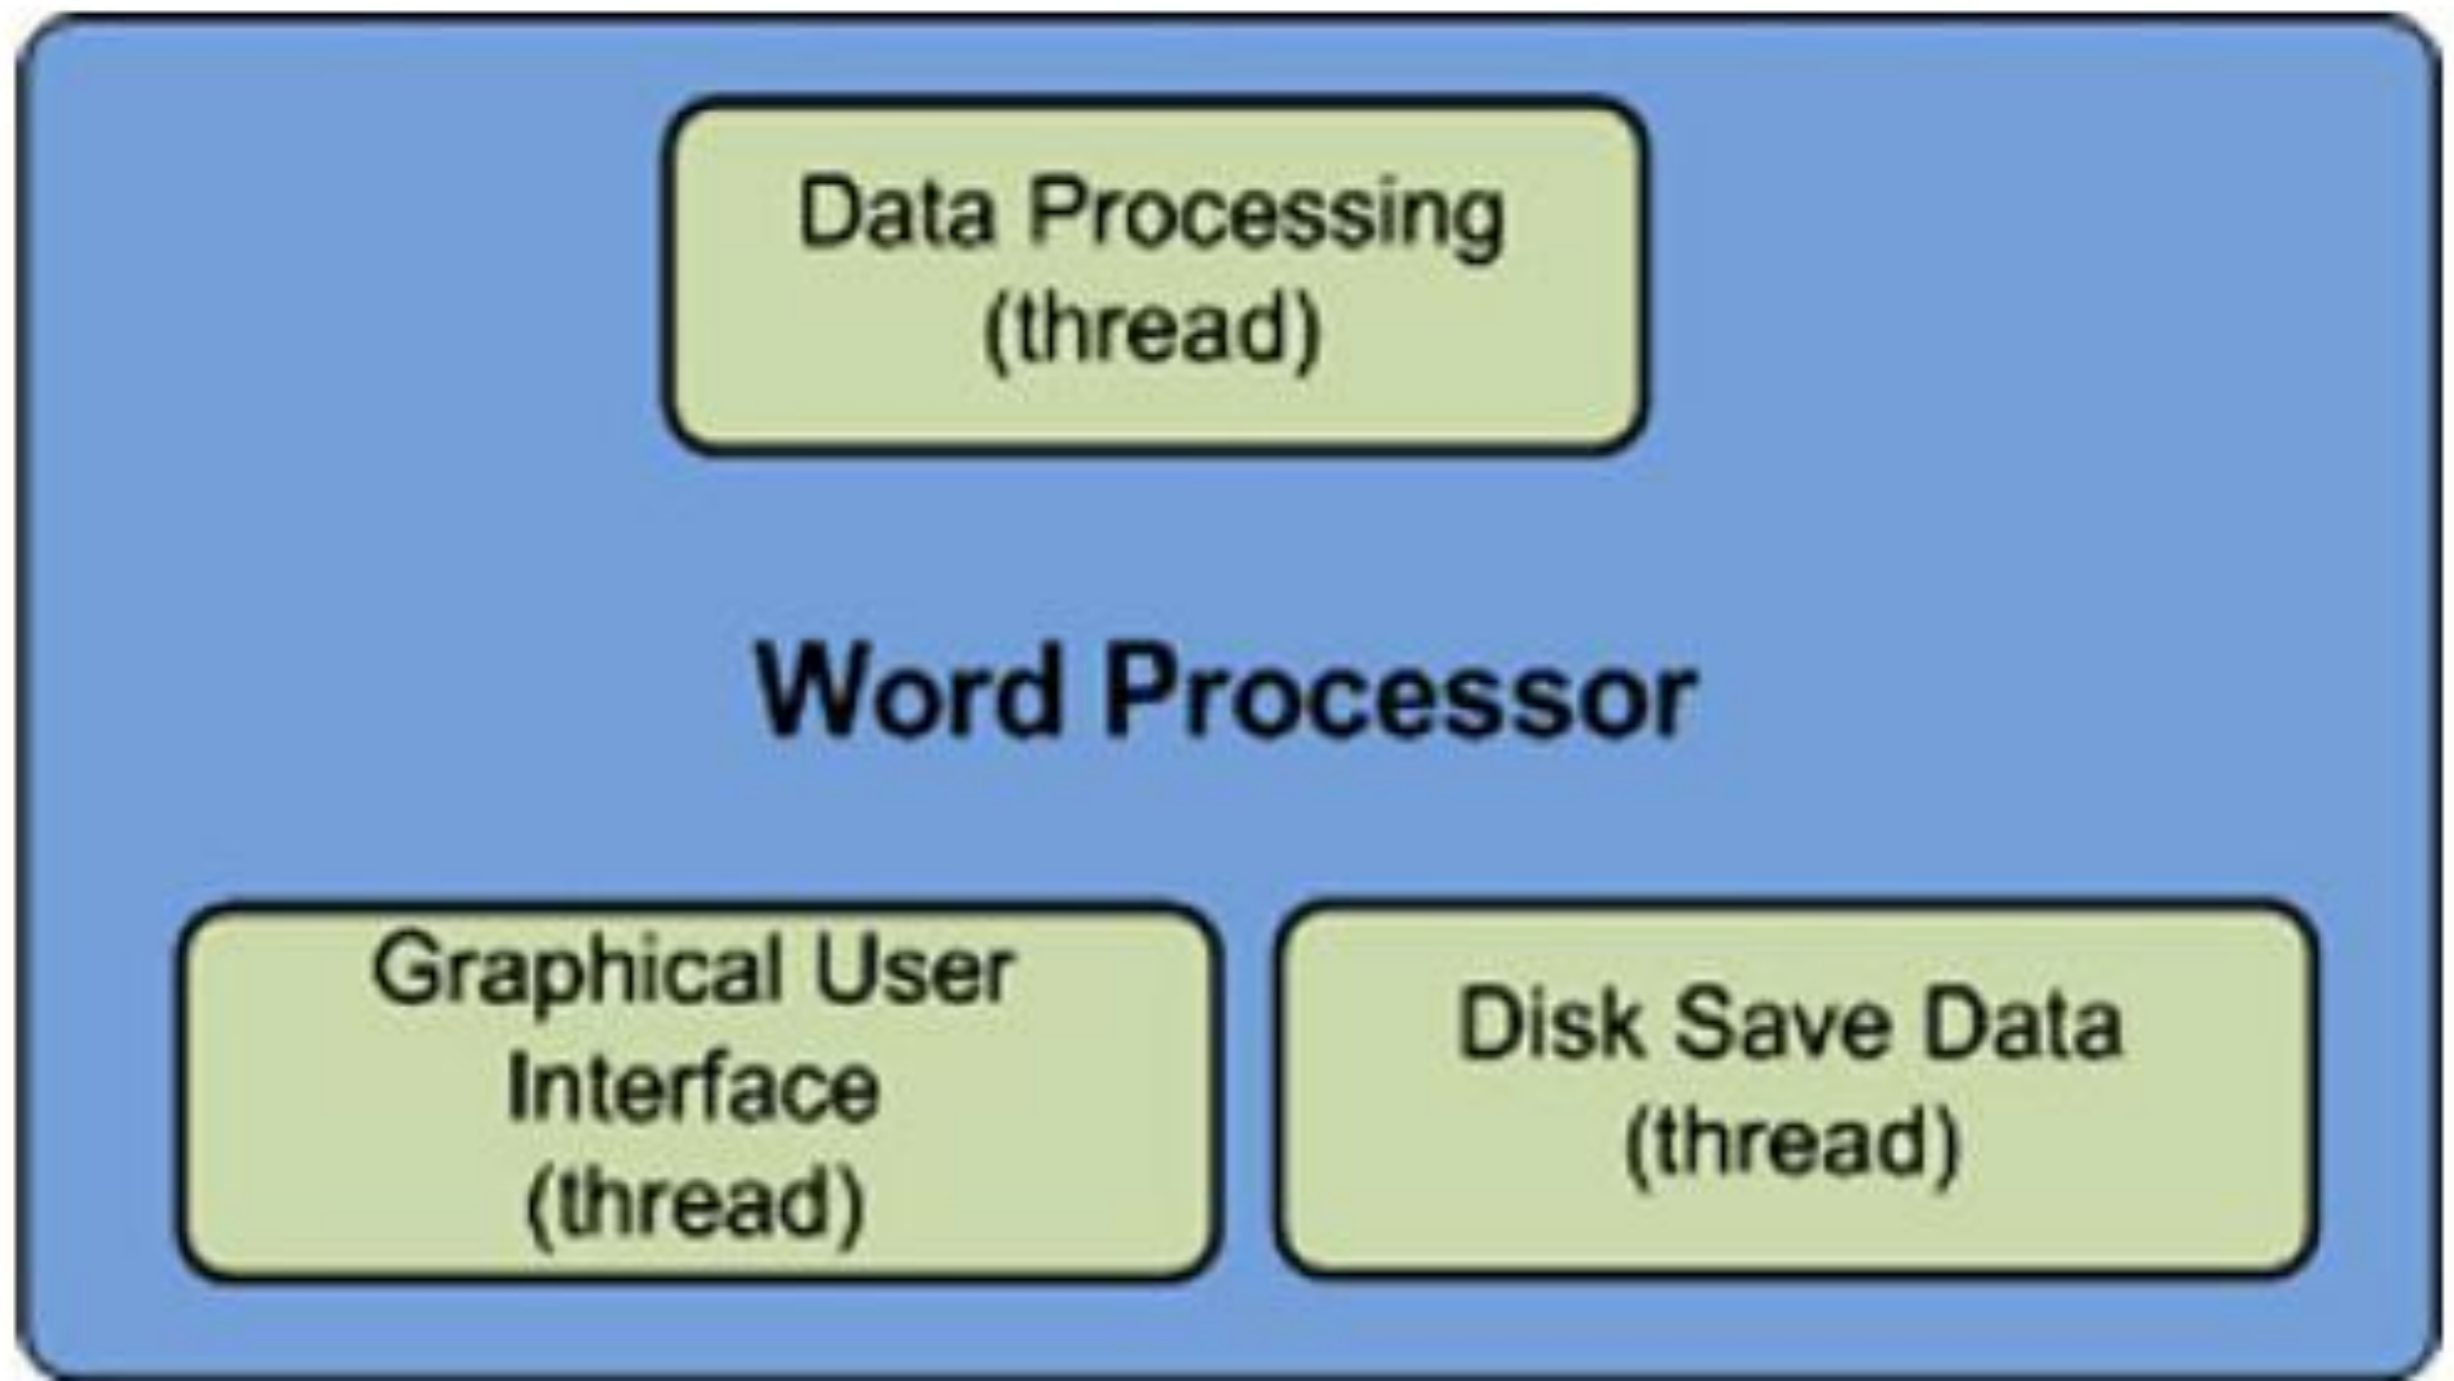 Data Processing
(thread)
Word Processor
Graphical User
Interface
(thread)
Disk Save Data
(thread)